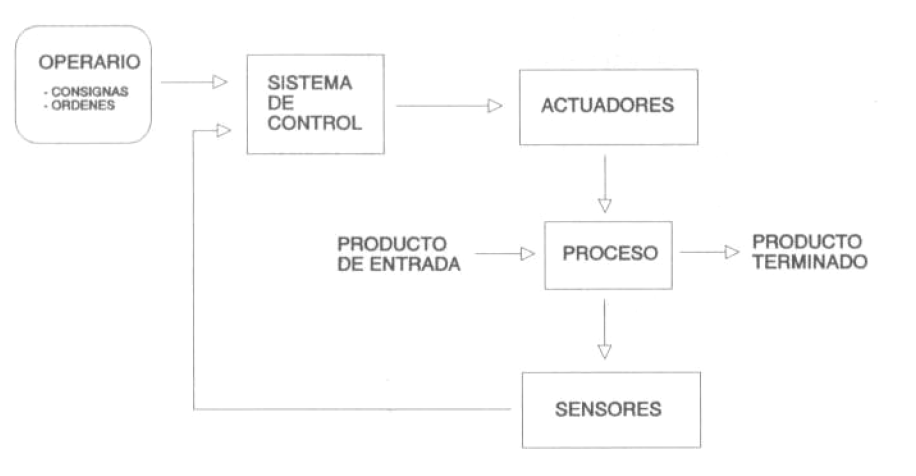 OPERARIO
- CONSIGNAS
- ORDENES
SISTEMA
DE
CONTROL
ACTUADORES
PRODUCTO
DE ENTRADA
PROCESO
PRODUCTO
TERMINADO
SENSORES